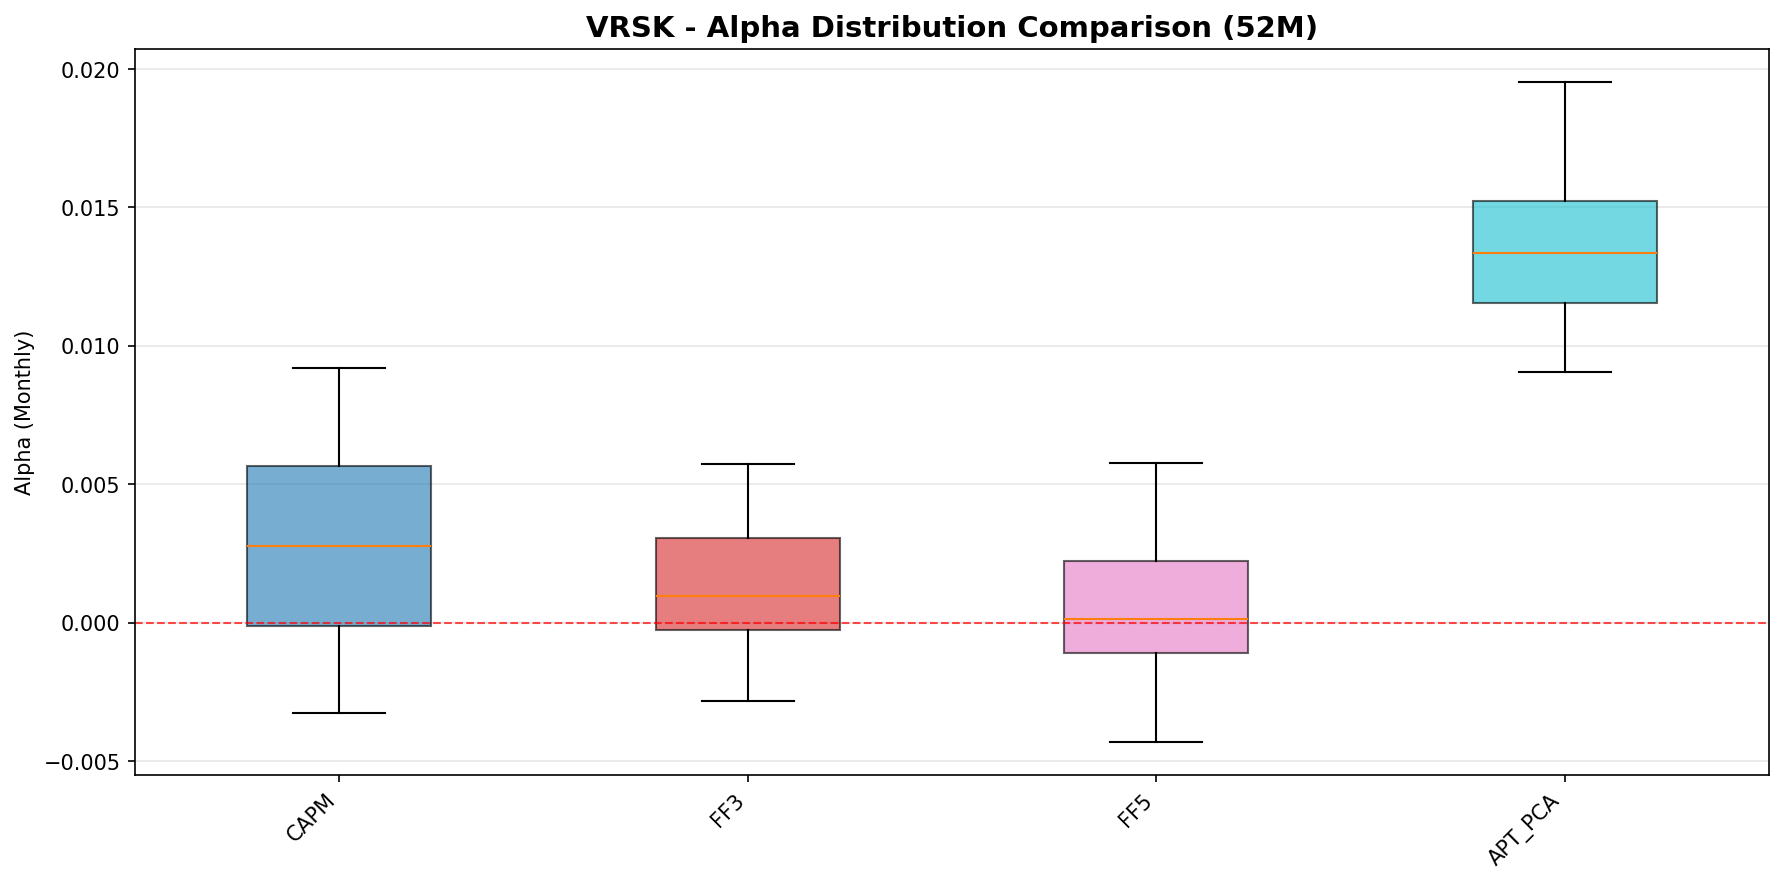 VRSK - Alpha Distribution Comparison (52M)
Alpha (Monthly)
0.020
0.015
0.010
0.005
0.000
−0.005
CAPM
FF3
FF5
APT_PCA